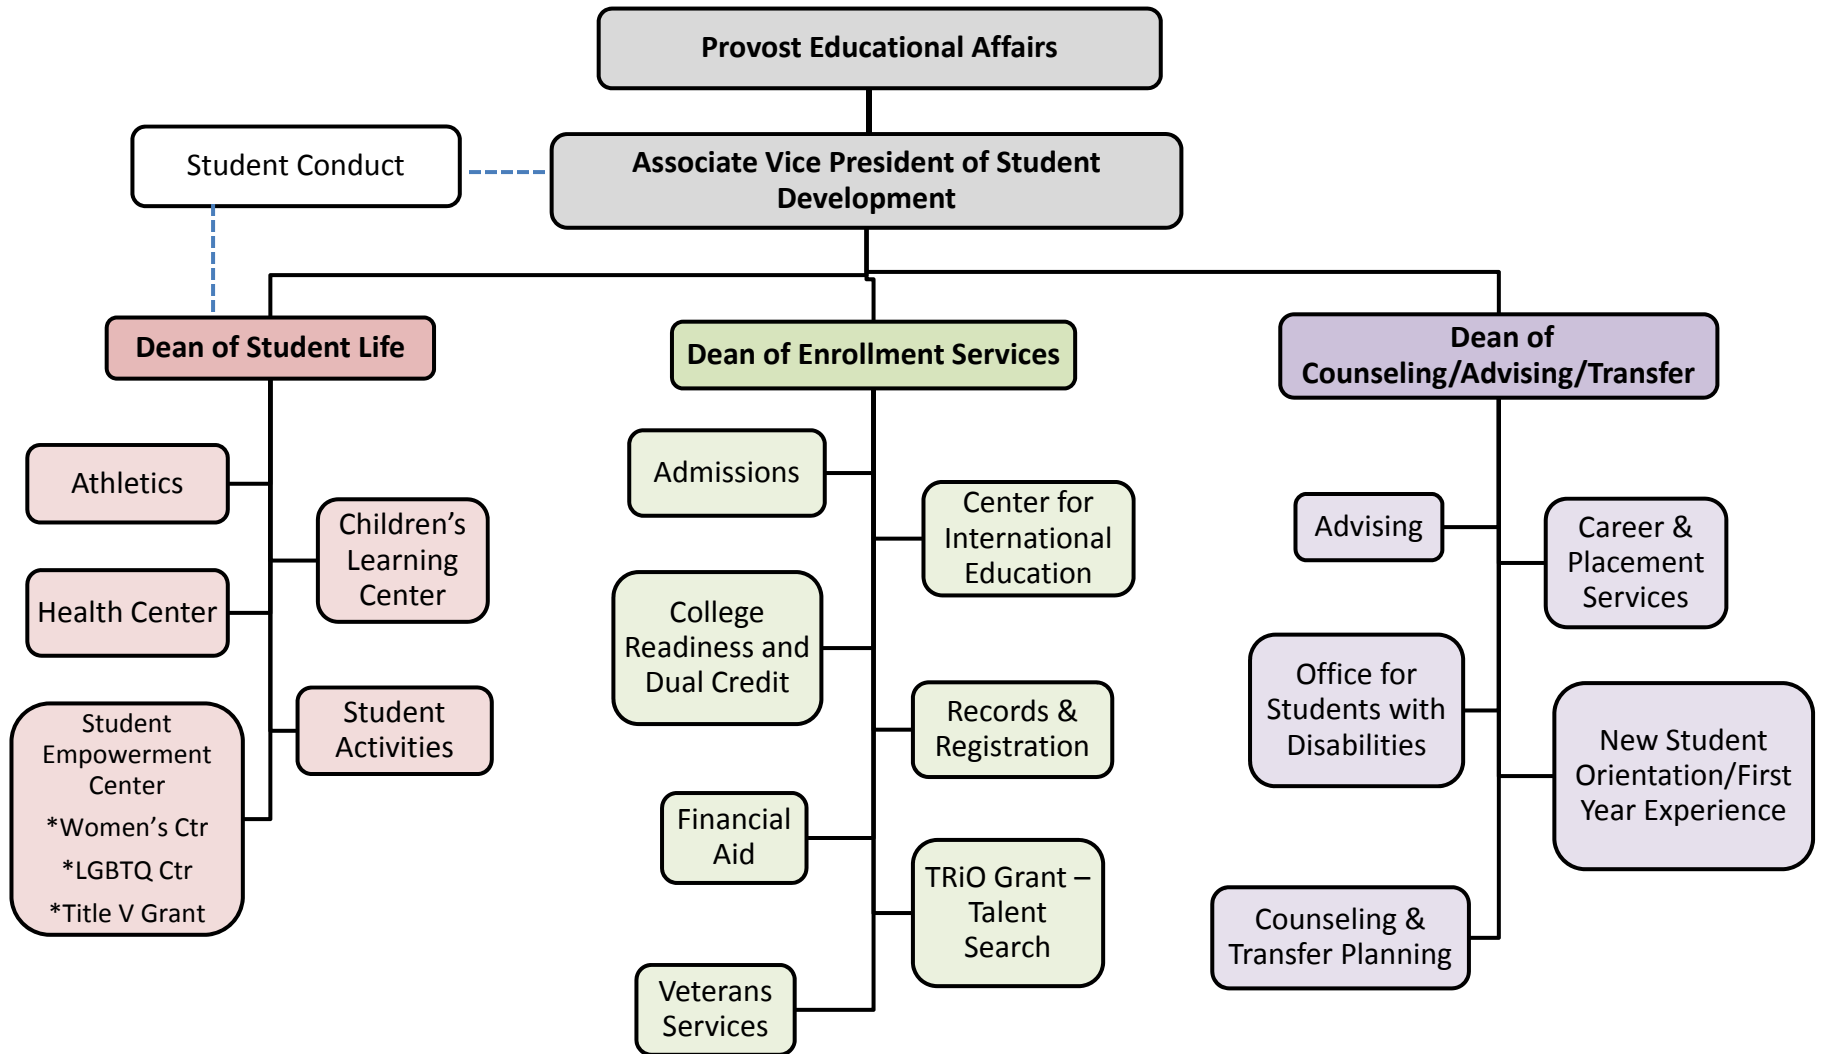 Provost Educational Affairs
Student Conduct
Associate Vice President of Student
Development
Dean of Student Life
Athletics
Children’s
Learning
Center
Health Center
Student
Activities
Student
Empowerment
Center
*Women’s Ctr
*LGBTQ Ctr
*Title V Grant
Dean of Enrollment Services
Admissions
Center for
International
Education
College
Readiness and
Dual Credit
Records &
Registration
Financial
Aid
TRiO Grant –
Talent
Search
Veterans
Services
Dean of
Counseling/Advising/Transfer
Advising
Career &
Placement
Services
Office for
Students with
Disabilities
New Student
Orientation/First
Year Experience
Counseling &
Transfer Planning